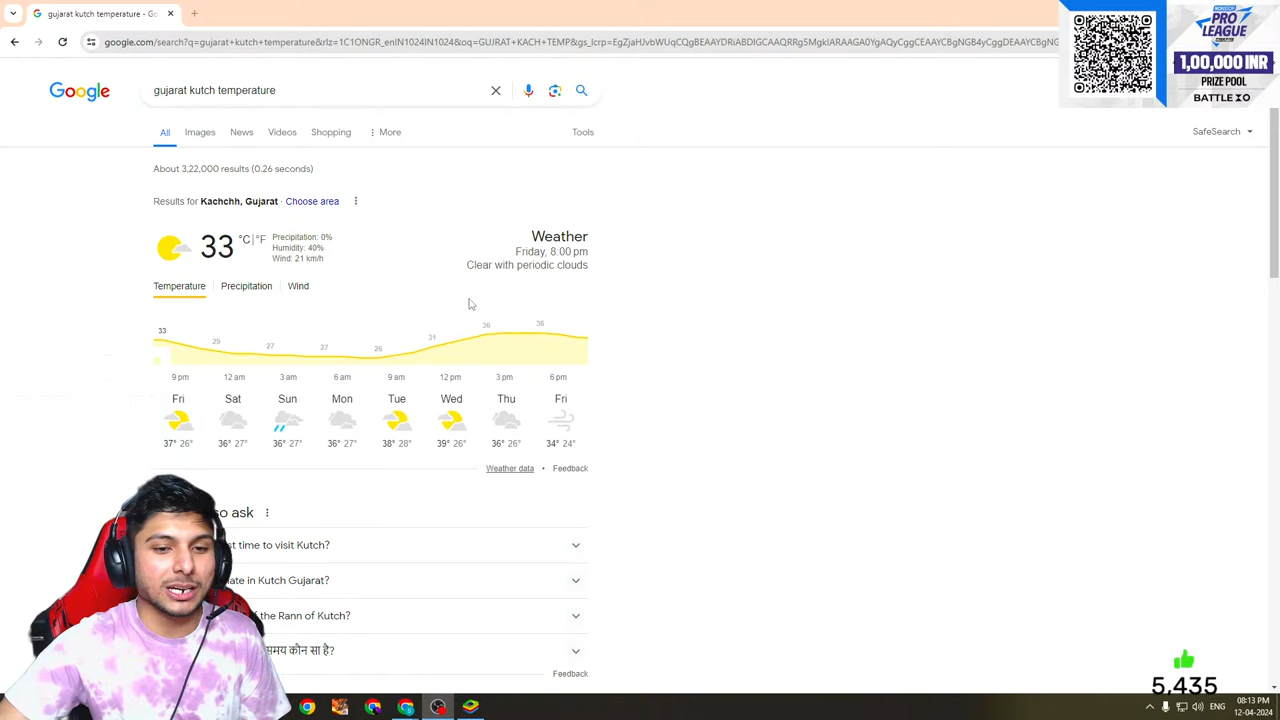 gujarat kutch temperature - Go
google.com/search?q=gujarat+kutch+temperature&rlz=1C1ONGR_enIN1024IN1024&oq=GUJRAT+KACH+TEMP&gs_lcrp=
NONSTOP
PRO
LEAGUE
1,00,000 INR
PRIZE POOL
BATTLE XO
Google
gujarat kutch temperature
All Images News Videos Shopping More Tools
SafeSearch
About 3,22,000 results (0.26 seconds)
Results for Kachchh, Gujarat · Choose area
33 °C | °F
Precipitation: 0%
Humidity: 40%
Wind: 21 km/h
Weather
Friday, 8:00 pm
Clear with periodic clouds
Temperature Precipitation Wind
33 29 27 27 26 31 36 36
9 pm 12 am 3 am 6 am 9 am 12 pm 3 pm 6 pm
Fri Sat Sun Mon Tue Wed Thu Fri
37° 26° 36° 27° 36° 27° 36° 27° 38° 28° 39° 26° 36° 26° 34° 24°
Weather data • Feedback
so ask
st time to visit Kutch?
ate in Kutch Gujarat?
f the Rann of Kutch?
समय कौन सा है?
Feedback
5,435
ENG
08:13 PM
12-04-2024